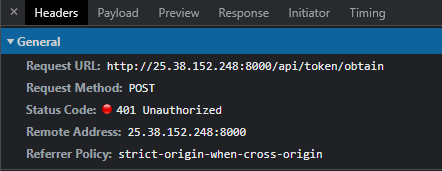 Headers Payload Preview Response Initiator Timing
General
Request URL: http://25.38.152.248:8000/api/token/obtain
Request Method: POST
Status Code: 401 Unauthorized
Remote Address: 25.38.152.248:8000
Referrer Policy: strict-origin-when-cross-origin